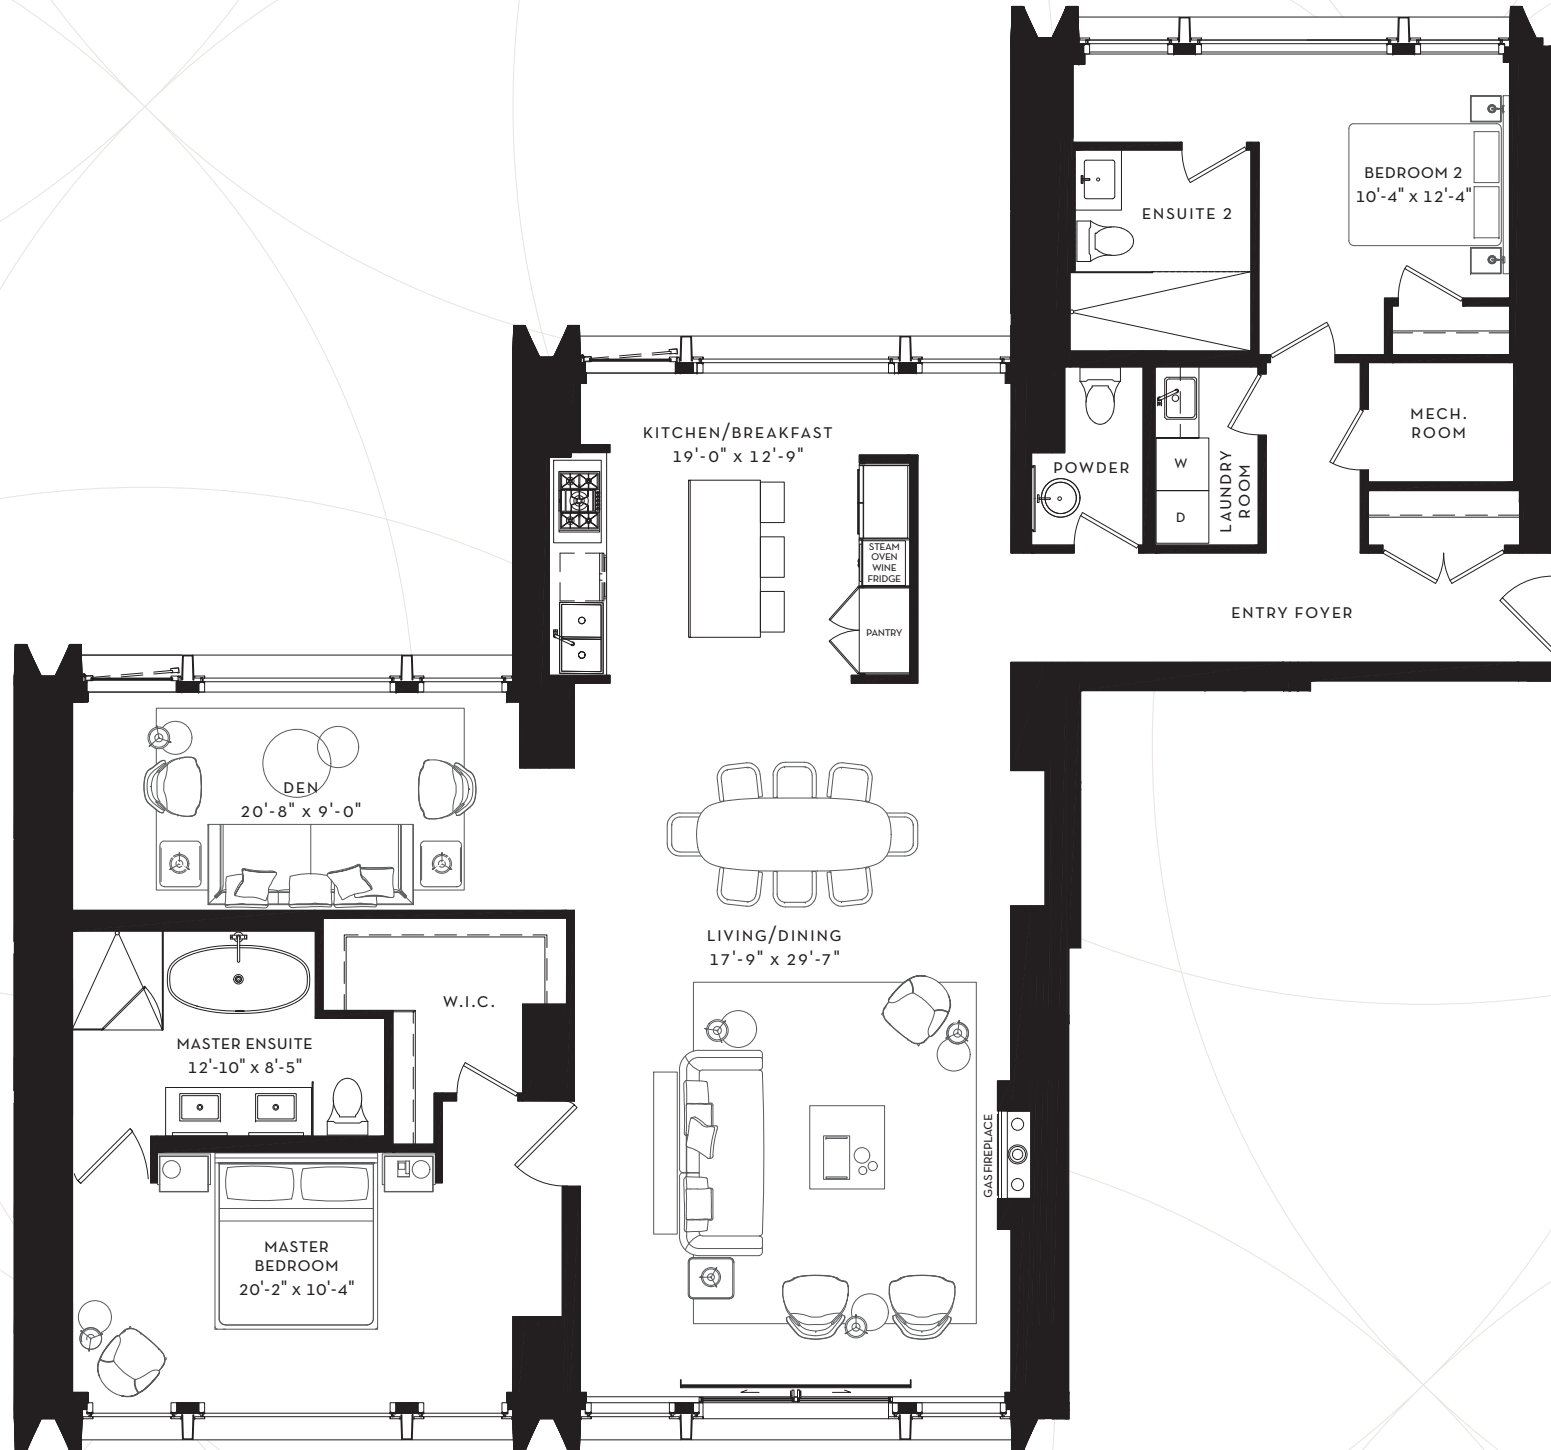 BEDROOM 2
10'-4" x 12'-4"
ENSUITE 2
KITCHEN/BREAKFAST
19'-0" x 12'-9"
MECH.
ROOM
POWDER
W
D
LAUNDRY
ROOM
STEAM
OVEN
WINE
FRIDGE
PANTRY
ENTRY FOYER
DEN
20'-8" x 9'-0"
LIVING/DINING
17'-9" x 29'-7"
W.I.C.
MASTER ENSUITE
12'-10" x 8'-5"
GAS FIREPLACE
MASTER
BEDROOM
20'-2" x 10'-4"